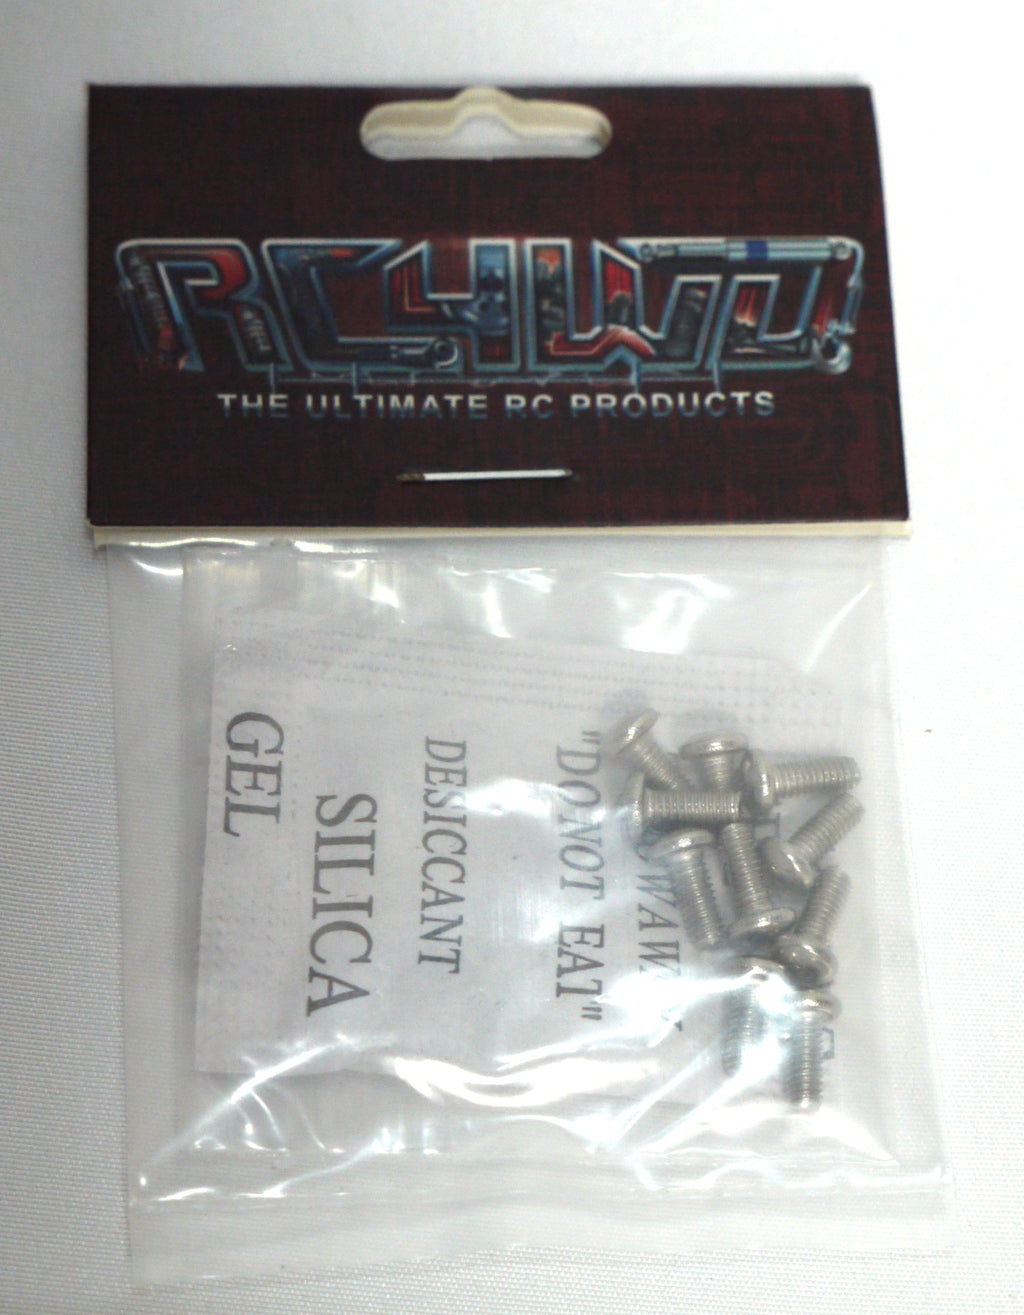 RC4WD
THE ULTIMATE RC PRODUCTS
"DO NOT EAT"
DESICCANT
SILICA
GEL